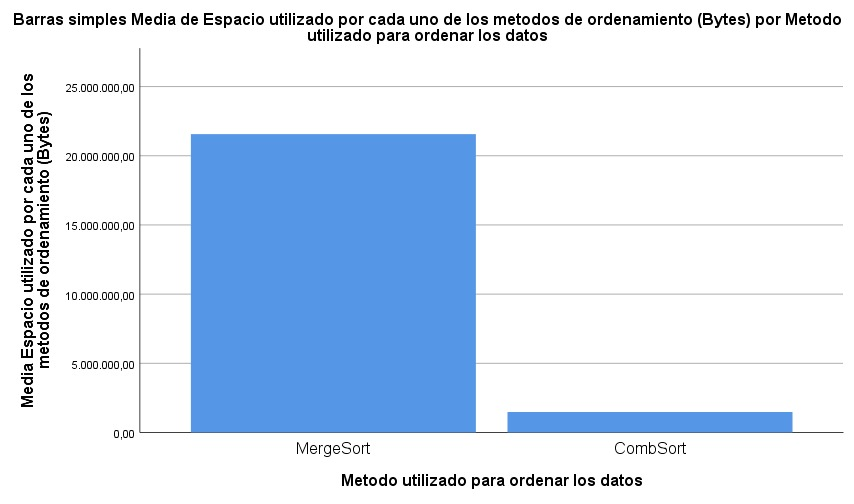 Barras simples Media de Espacio utilizado por cada uno de los metodos de ordenamiento (Bytes) por Metodo
utilizado para ordenar los datos
Media Espacio utilizado por cada uno de los
metodos de ordenamiento (Bytes)
25.000.000,00
20.000.000,00
15.000.000,00
10.000.000,00
5.000.000,00
0,00
MergeSort
CombSort
Metodo utilizado para ordenar los datos